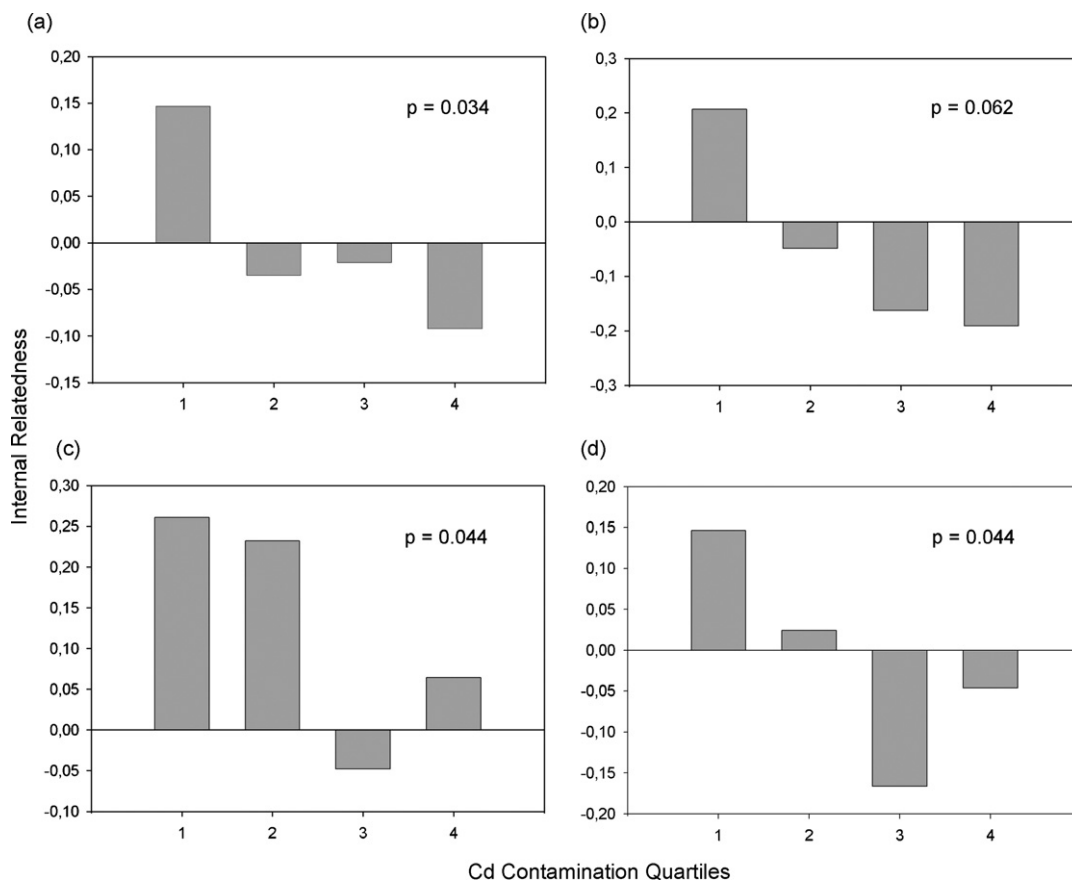 (a)
0,20
0,15
0,10
0,05
0,00
-0,05
-0,10
-0,15
p = 0.034
1 2 3 4
(b)
0,3
0,2
0,1
0,0
-0,1
-0,2
-0,3
p = 0.062
1 2 3 4
(c)
0,30
0,25
0,20
0,15
0,10
0,05
0,00
-0,05
-0,10
p = 0.044
1 2 3 4
(d)
0,20
0,15
0,10
0,05
0,00
-0,05
-0,10
-0,15
-0,20
p = 0.044
1 2 3 4
Internal Relatedness
Cd Contamination Quartiles